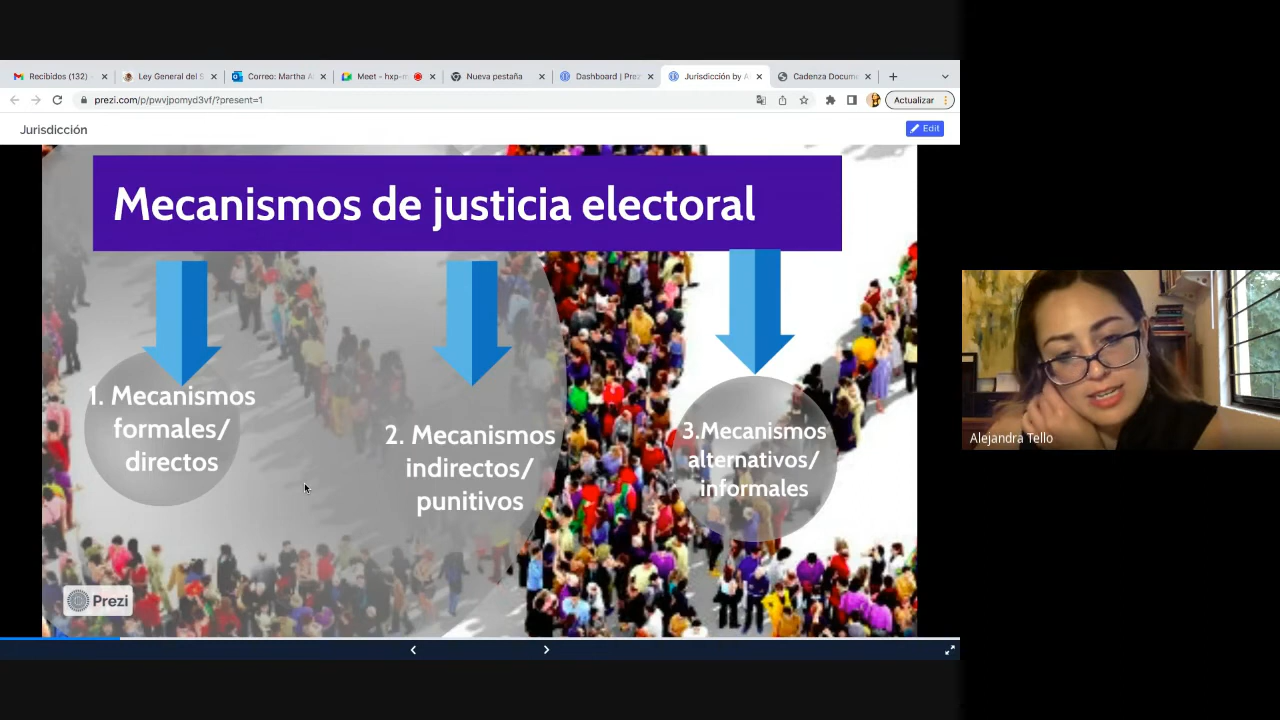 Recibidos (132)
Ley General del S
Correo: Martha A
Meet - hxp-m
Nueva pestaña
Dashboard | Prez
Jurisdicción by A
Cadenza Docum
prezi.com/p/pwvjpomyd3vf/?present=1
Actualizar
Jurisdicción
Edit
Mecanismos de justicia electoral
1. Mecanismos
formales/
directos
2. Mecanismos
indirectos/
punitivos
3.Mecanismos
alternativos/
informales
Prezi
Alejandra Tello